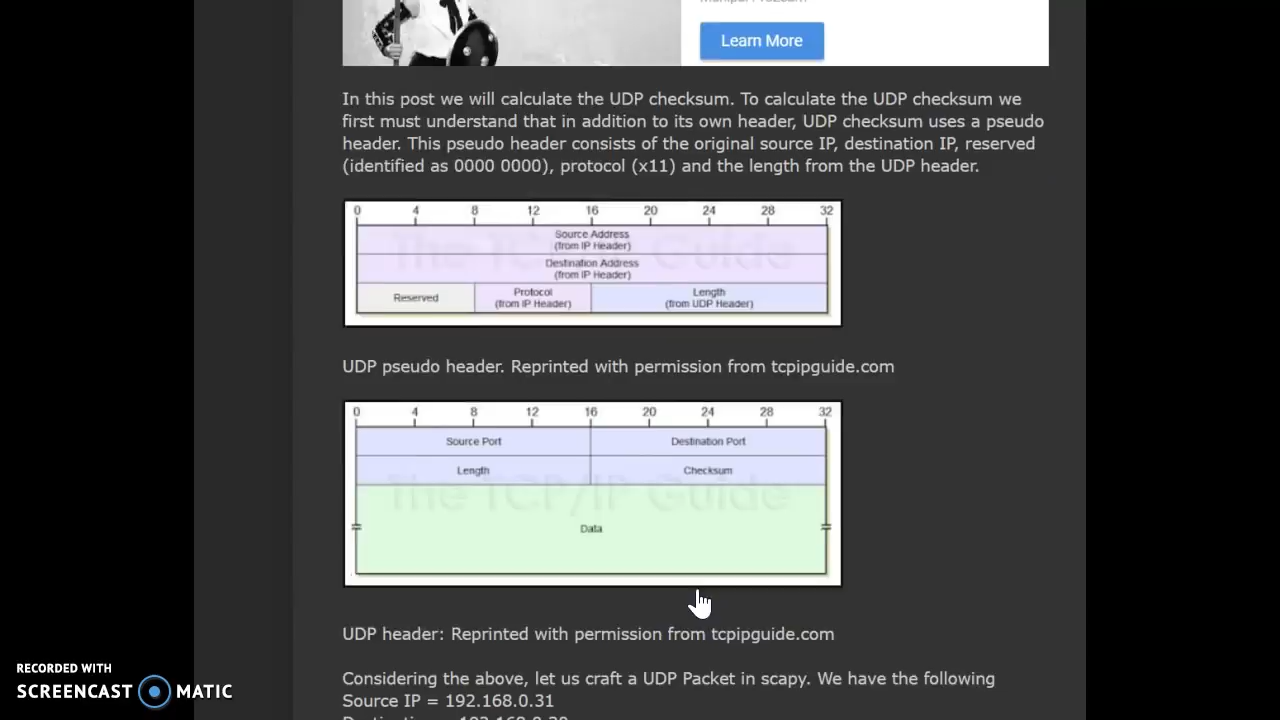 Learn More
In this post we will calculate the UDP checksum. To calculate the UDP checksum we
first must understand that in addition to its own header, UDP checksum uses a pseudo
header. This pseudo header consists of the original source IP, destination IP, reserved
(identified as 0000 0000), protocol (x11) and the length from the UDP header.
0 4 8 12 16 20 24 28 32
Source Address
(from IP Header)
Destination Address
(from IP Header)
Reserved
Protocol
(from IP Header)
Length
(from UDP Header)
UDP pseudo header. Reprinted with permission from tcpipguide.com
0 4 8 12 16 20 24 28 32
Source Port
Destination Port
Length
Checksum
The TCP/IP Guide
Data
UDP header: Reprinted with permission from tcpipguide.com
Considering the above, let us craft a UDP Packet in scapy. We have the following
Source IP = 192.168.0.31
RECORDED WITH
SCREENCAST MATIC